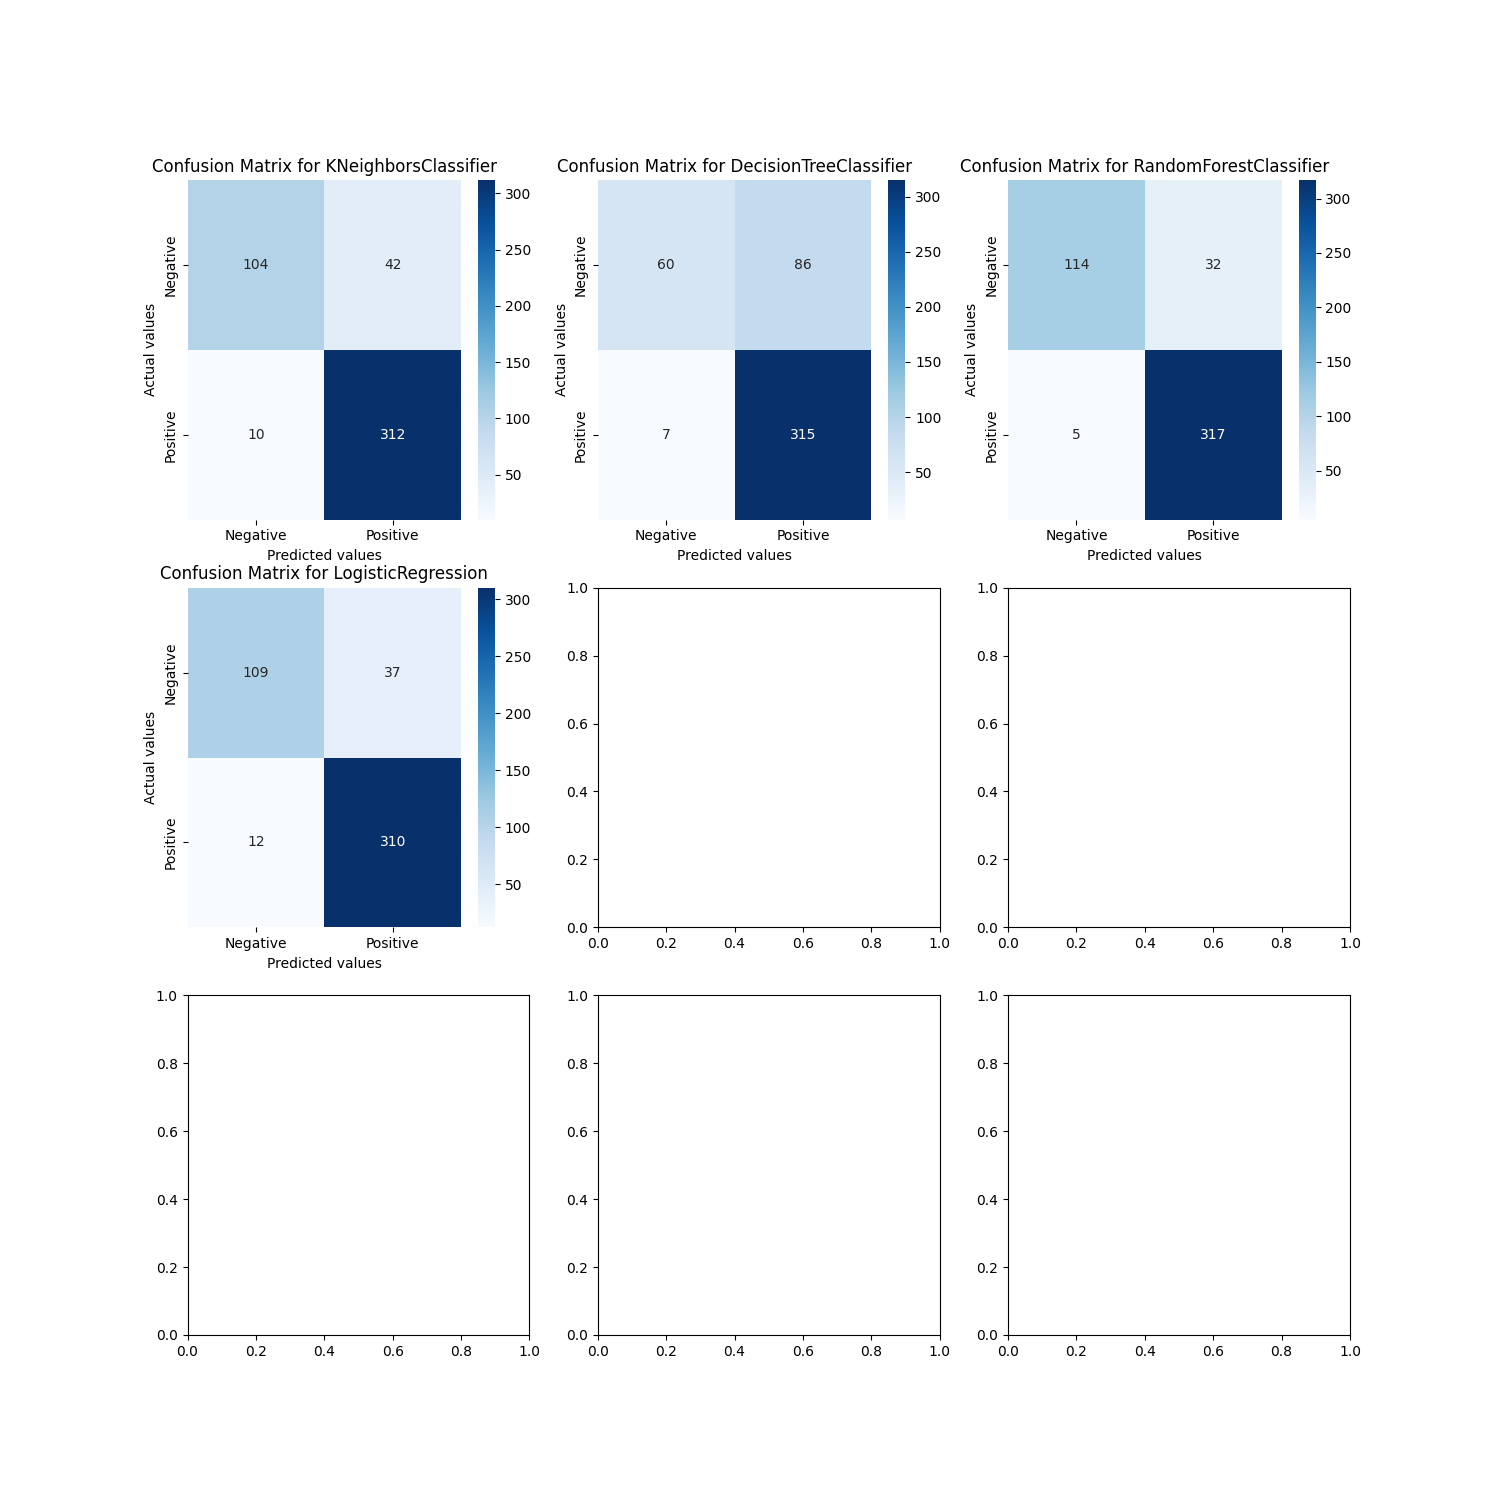 Confusion Matrix for KNeighborsClassifier
Actual values
Negative
Positive
104
42
10
312
Negative
Positive
Predicted values
300
250
200
150
100
50
Confusion Matrix for DecisionTreeClassifier
Actual values
Negative
Positive
60
86
7
315
Negative
Positive
Predicted values
300
250
200
150
100
50
Confusion Matrix for RandomForestClassifier
Actual values
Negative
Positive
114
32
5
317
Negative
Positive
Predicted values
300
250
200
150
100
50
Confusion Matrix for LogisticRegression
Actual values
Negative
Positive
109
37
12
310
Negative
Positive
Predicted values
300
250
200
150
100
50
1.0
0.8
0.6
0.4
0.2
0.0
0.0 0.2 0.4 0.6 0.8 1.0
1.0
0.8
0.6
0.4
0.2
0.0
0.0 0.2 0.4 0.6 0.8 1.0
1.0
0.8
0.6
0.4
0.2
0.0
0.0 0.2 0.4 0.6 0.8 1.0
1.0
0.8
0.6
0.4
0.2
0.0
0.0 0.2 0.4 0.6 0.8 1.0
1.0
0.8
0.6
0.4
0.2
0.0
0.0 0.2 0.4 0.6 0.8 1.0